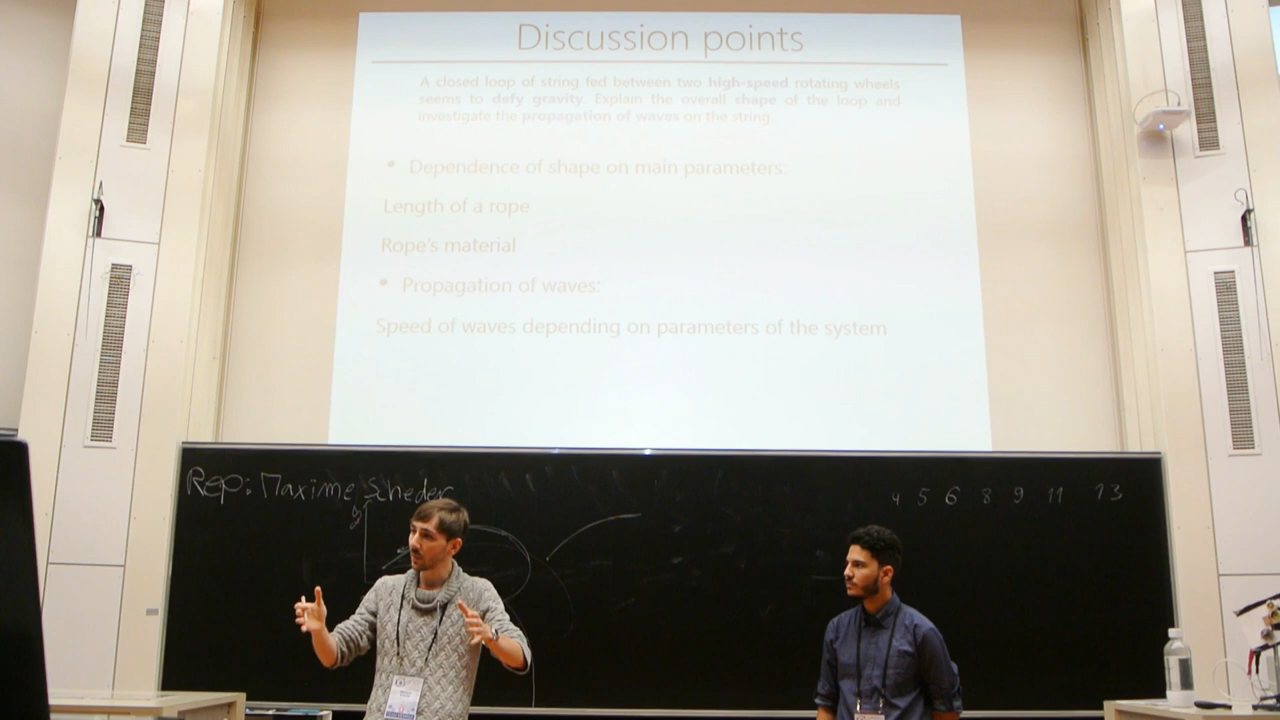 Discussion points
A closed loop of string fed between two high-speed rotating wheels
seems to defy gravity. Explain the overall shape of the loop and
investigate the propagation of waves on the string.
• Dependence of shape on main parameters:
Length of a rope
Rope's material
• Propagation of waves:
Speed of waves depending on parameters of the system
Rep: Maxime Scheder
4 5 6 8 9 11 13